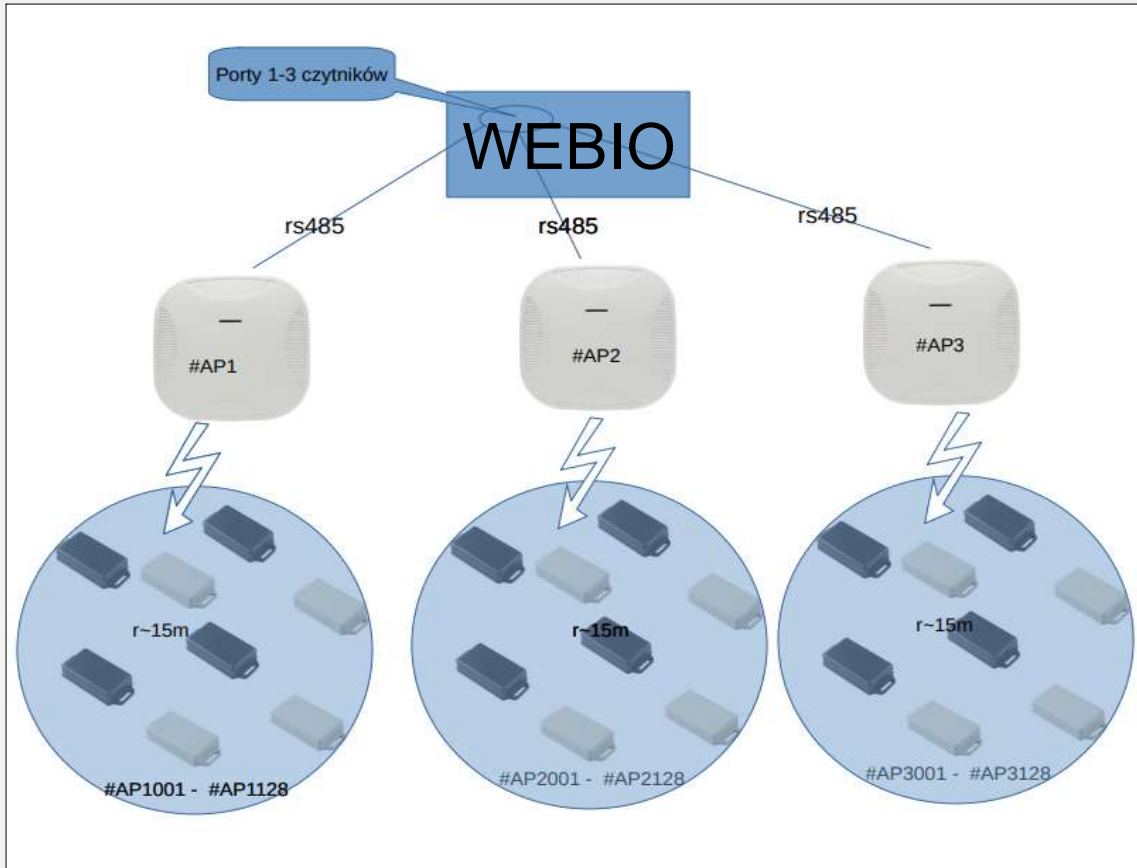 Porty 1-3 czytników
WEBIO
rs485
rs485
rs485
#AP1
#AP2
#AP3
r~15m
r~15m
r~15m
#AP1001 - #AP1128
#AP2001 - #AP2128
#AP3001 - #AP3128